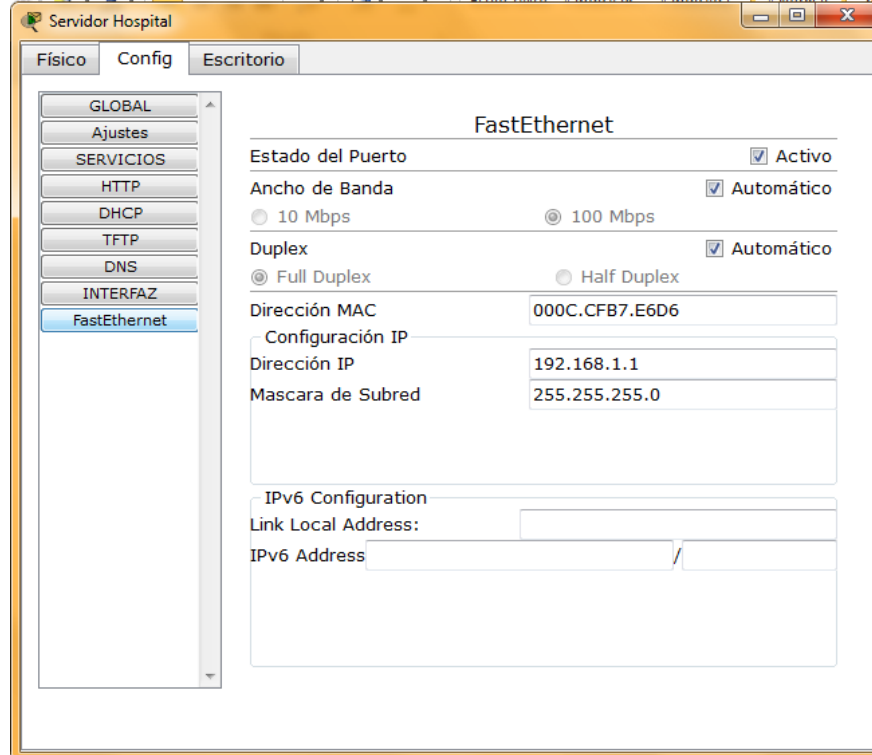 Servidor Hospital
Físico Config Escritorio
GLOBAL
Ajustes
SERVICIOS
HTTP
DHCP
TFTP
DNS
INTERFAZ
FastEthernet
FastEthernet
Estado del Puerto Activo
Ancho de Banda Automático
10 Mbps 100 Mbps
Duplex Automático
Full Duplex Half Duplex
Dirección MAC 000C.CFB7.E6D6
Configuración IP
Dirección IP 192.168.1.1
Mascara de Subred 255.255.255.0
IPv6 Configuration
Link Local Address:
IPv6 Address /